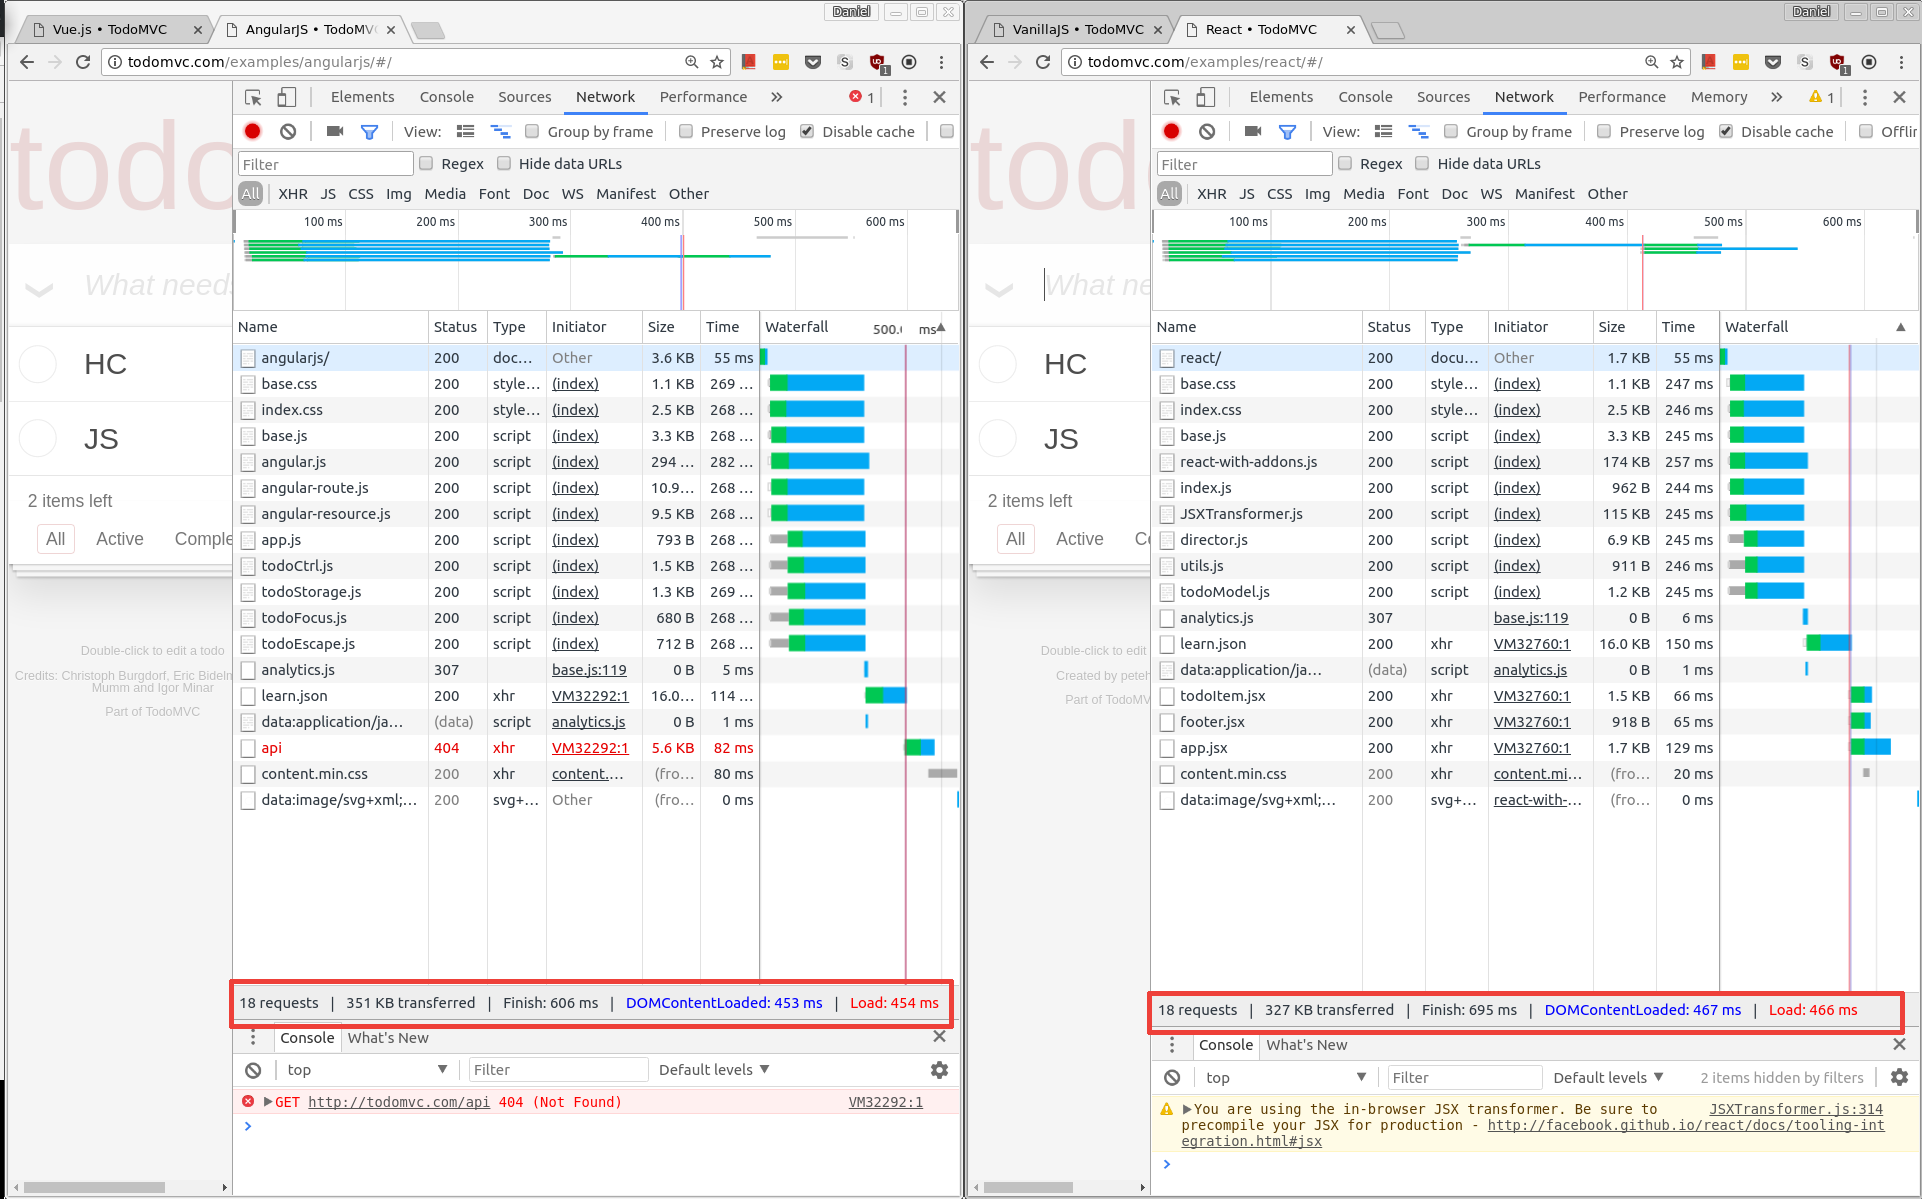 Daniel
Vue.js • TodoMVC
AngularJS • TodoMV
todomvc.com/examples/angularjs/#/
1
Elements Console Sources Network Performance » 1
View: Group by frame Preserve log Disable cache
Filter Regex Hide data URLs
All XHR JS CSS Img Media Font Doc WS Manifest Other
100 ms 200 ms 300 ms 400 ms 500 ms 600 ms
Name Status Type Initiator Size Time Waterfall 500. ms
angularjs/ 200 doc... Other 3.6 KB 55 ms
base.css 200 style... (index) 1.1 KB 269 ...
index.css 200 style... (index) 2.5 KB 268 ...
base.js 200 script (index) 3.3 KB 268 ...
angular.js 200 script (index) 294 ... 282 ...
angular-route.js 200 script (index) 10.9... 268 ...
angular-resource.js 200 script (index) 9.5 KB 268 ...
app.js 200 script (index) 793 B 268 ...
todoCtrl.js 200 script (index) 1.5 KB 268 ...
todoStorage.js 200 script (index) 1.3 KB 269 ...
todoFocus.js 200 script (index) 680 B 268 ...
todoEscape.js 200 script (index) 712 B 268 ...
analytics.js 307 base.js:119 0 B 5 ms
learn.json 200 xhr VM32292:1 16.0... 114 ...
data:application/ja... (data) script analytics.js 0 B 1 ms
api 404 xhr VM32292:1 5.6 KB 82 ms
content.min.css 200 xhr content.... (fro... 80 ms
data:image/svg+xml;... 200 svg+... Other (fro... 0 ms
18 requests | 351 KB transferred | Finish: 606 ms | DOMContentLoaded: 453 ms | Load: 454 ms
Console What's New
top Filter Default levels
GET http://todomvc.com/api 404 (Not Found) VM32292:1
todo
What needs
HC
JS
2 items left
All Active Comple
Double-click to edit a todo
Credits: Christoph Burgdorf, Eric Bideln
Mumm and Igor Minar
Part of TodoMVC
Daniel
VanillaJS • TodoMVC
React • TodoMVC
todomvc.com/examples/react/#/
1
Elements Console Sources Network Performance Memory » 1
View: Group by frame Preserve log Disable cache Offlin
Filter Regex Hide data URLs
All XHR JS CSS Img Media Font Doc WS Manifest Other
100 ms 200 ms 300 ms 400 ms 500 ms 600 ms
Name Status Type Initiator Size Time Waterfall
react/ 200 docu... Other 1.7 KB 55 ms
base.css 200 style... (index) 1.1 KB 247 ms
index.css 200 style... (index) 2.5 KB 246 ms
base.js 200 script (index) 3.3 KB 245 ms
react-with-addons.js 200 script (index) 174 KB 257 ms
index.js 200 script (index) 962 B 244 ms
JSXTransformer.js 200 script (index) 115 KB 245 ms
director.js 200 script (index) 6.9 KB 245 ms
utils.js 200 script (index) 911 B 246 ms
todoModel.js 200 script (index) 1.2 KB 245 ms
analytics.js 307 base.js:119 0 B 6 ms
learn.json 200 xhr VM32760:1 16.0 KB 150 ms
data:application/ja... (data) script analytics.js 0 B 1 ms
todoItem.jsx 200 xhr VM32760:1 1.5 KB 66 ms
footer.jsx 200 xhr VM32760:1 918 B 65 ms
app.jsx 200 xhr VM32760:1 1.7 KB 129 ms
content.min.css 200 xhr content.mi... (fro... 20 ms
data:image/svg+xml;... 200 svg+... react-with-... (fro... 0 ms
18 requests | 327 KB transferred | Finish: 695 ms | DOMContentLoaded: 467 ms | Load: 466 ms
Console What's New
top Filter Default levels 2 items hidden by filters
You are using the in-browser JSX transformer. Be sure to JSXTransformer.js:314
precompile your JSX for production - http://facebook.github.io/react/docs/tooling-int
egration.html#jsx
tod
What ne
HC
JS
2 items left
All Active Co
Double-click to edit
Created by peteh
Part of TodoMV